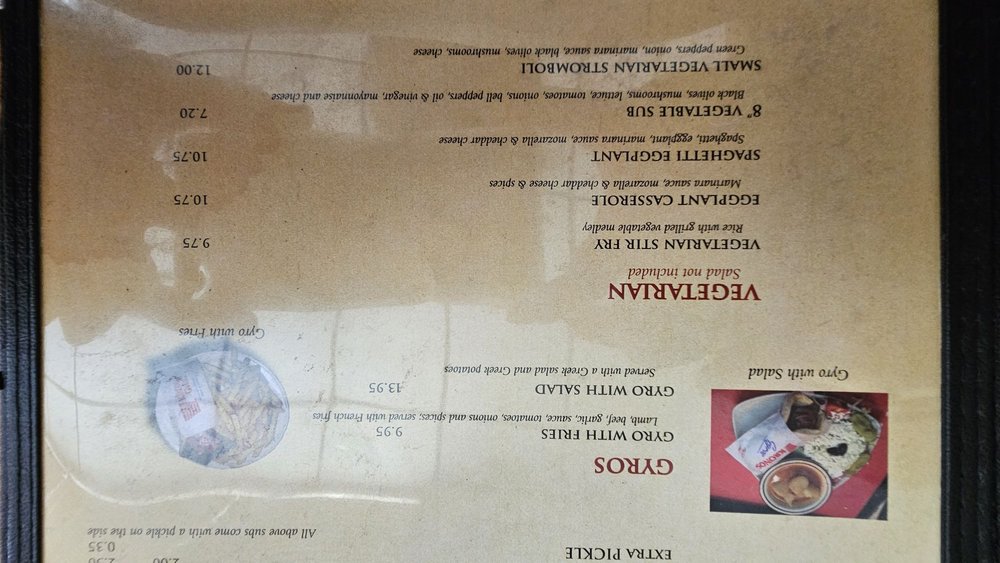 2.00 2.50
EXTRA PICKLE 0.35
All above subs come with a pickle on the side
GYROS
GYRO WITH FRIES 9.95
Lamb, beef, garlic, sauce, tomatoes, onions and spices, served with French fries
GYRO WITH SALAD 13.95
Served with a Greek salad and Greek potatoes
KRONOS
Gyros
Gyro with Salad
Gyro with Fries
VEGETARIAN
Salad not included
VEGETARIAN STIR FRY 9.75
Rice with grilled vegetable medley
EGGPLANT CASSEROLE 10.75
Marinara sauce, mozarella & cheddar cheese & spices
SPAGHETTI EGGPLANT 10.75
Spaghetti, eggplant, marinara sauce, mozarella & cheddar cheese
8" VEGETABLE SUB 7.20
Black olives, mushrooms, lettuce, tomatoes, onions, bell peppers, oil & vinegar, mayonnaise and cheese
SMALL VEGETARIAN STROMBOLI 12.00
Green peppers, onion, marinara sauce, black olives, mushrooms, cheese